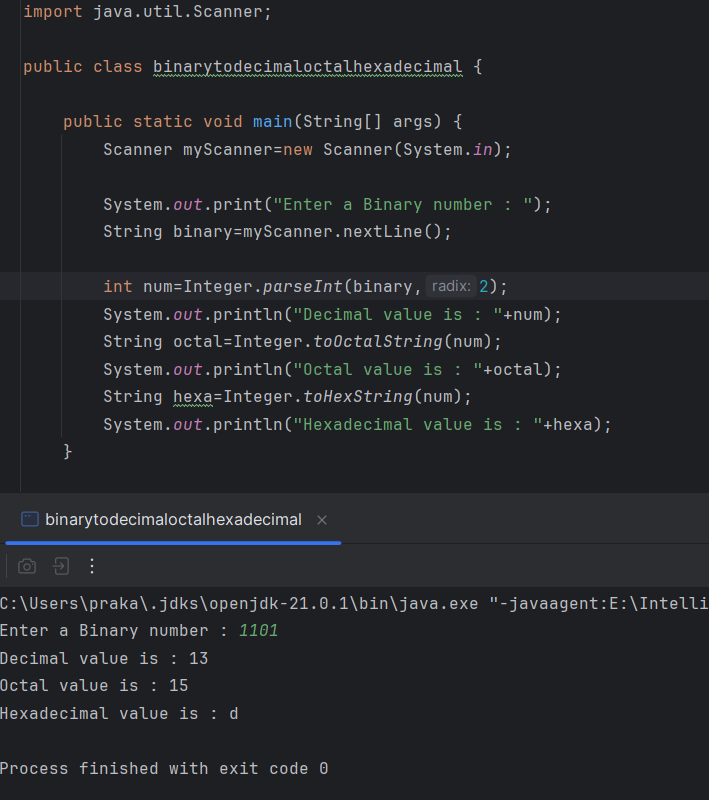 import java.util.Scanner;
public class binarytodecimaloctalhexadecimal {
public static void main(String[] args) {
Scanner myScanner=new Scanner(System.in);
System.out.print("Enter a Binary number : ");
String binary=myScanner.nextLine();
int num=Integer.parseInt(binary, radix: 2);
System.out.println("Decimal value is : "+num);
String octal=Integer.toOctalString(num);
System.out.println("Octal value is : "+octal);
String hexa=Integer.toHexString(num);
System.out.println("Hexadecimal value is : "+hexa);
}
binarytodecimaloctalhexadecimal
C:\Users\praka\.jdks\openjdk-21.0.1\bin\java.exe "-javaagent:E:\Intelli
Enter a Binary number : 1101
Decimal value is : 13
Octal value is : 15
Hexadecimal value is : d
Process finished with exit code 0